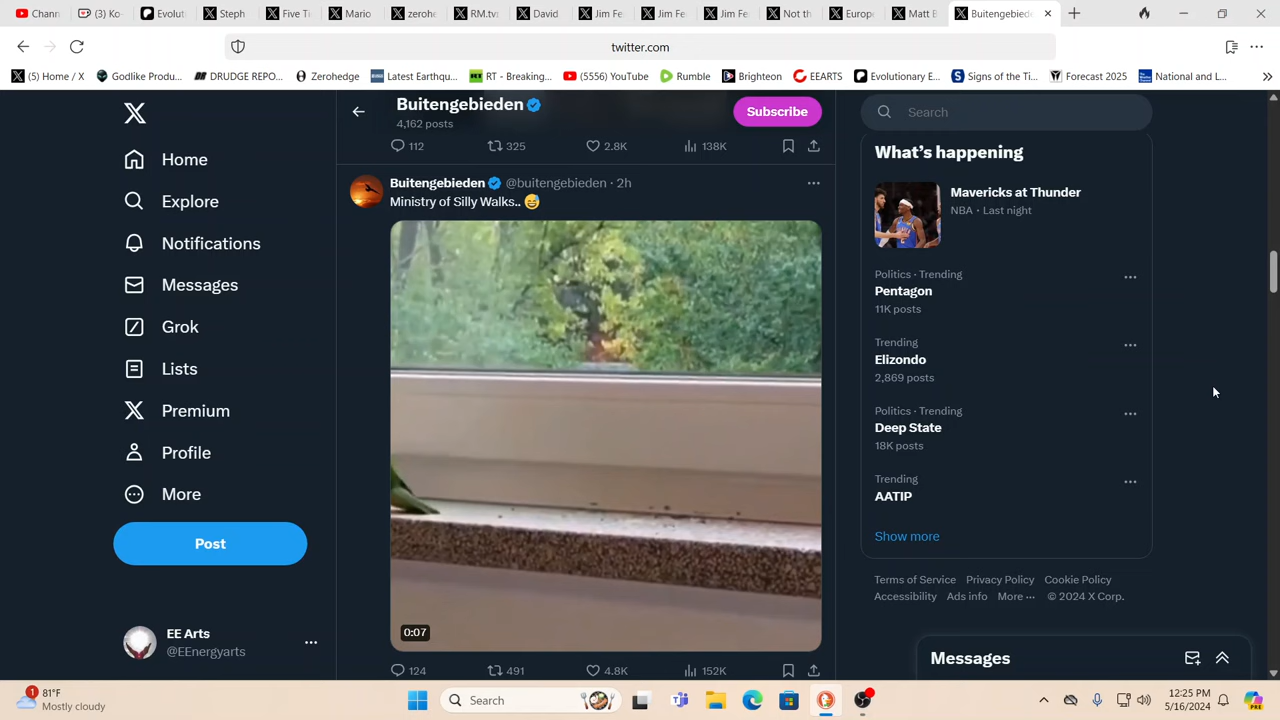 Chann
(3) Ko
Evolut
Steph
Five Ti
Mario
zerohe
RM.tv
David
Jim Fe
Jim Fe
Jim Fe
Not th
Europe
Matt B
Buitengebiede
twitter.com
(5) Home / X
Godlike Produ...
DRUDGE REPO...
Zerohedge
Latest Earthqu...
RT - Breaking...
(5556) YouTube
Rumble
Brighteon
EEARTS
Evolutionary E...
Signs of the Ti...
Forecast 2025
National and L...
Home
Explore
Notifications
Messages
Grok
Lists
Premium
Profile
More
Post
EE Arts
@EEnergyarts
Buitengebieden
4,162 posts
Subscribe
112
325
2.8K
138K
Buitengebieden @buitengebieden · 2h
Ministry of Silly Walks.. 😅
0:07
124
491
4.8K
152K
Search
What's happening
Mavericks at Thunder
NBA · Last night
Politics · Trending
Pentagon
11K posts
Trending
Elizondo
2,869 posts
Politics · Trending
Deep State
18K posts
Trending
AATIP
Show more
Terms of Service Privacy Policy Cookie Policy
Accessibility Ads info More ··· © 2024 X Corp.
Messages
1
81°F
Mostly cloudy
Search
12:25 PM
5/16/2024
PRE